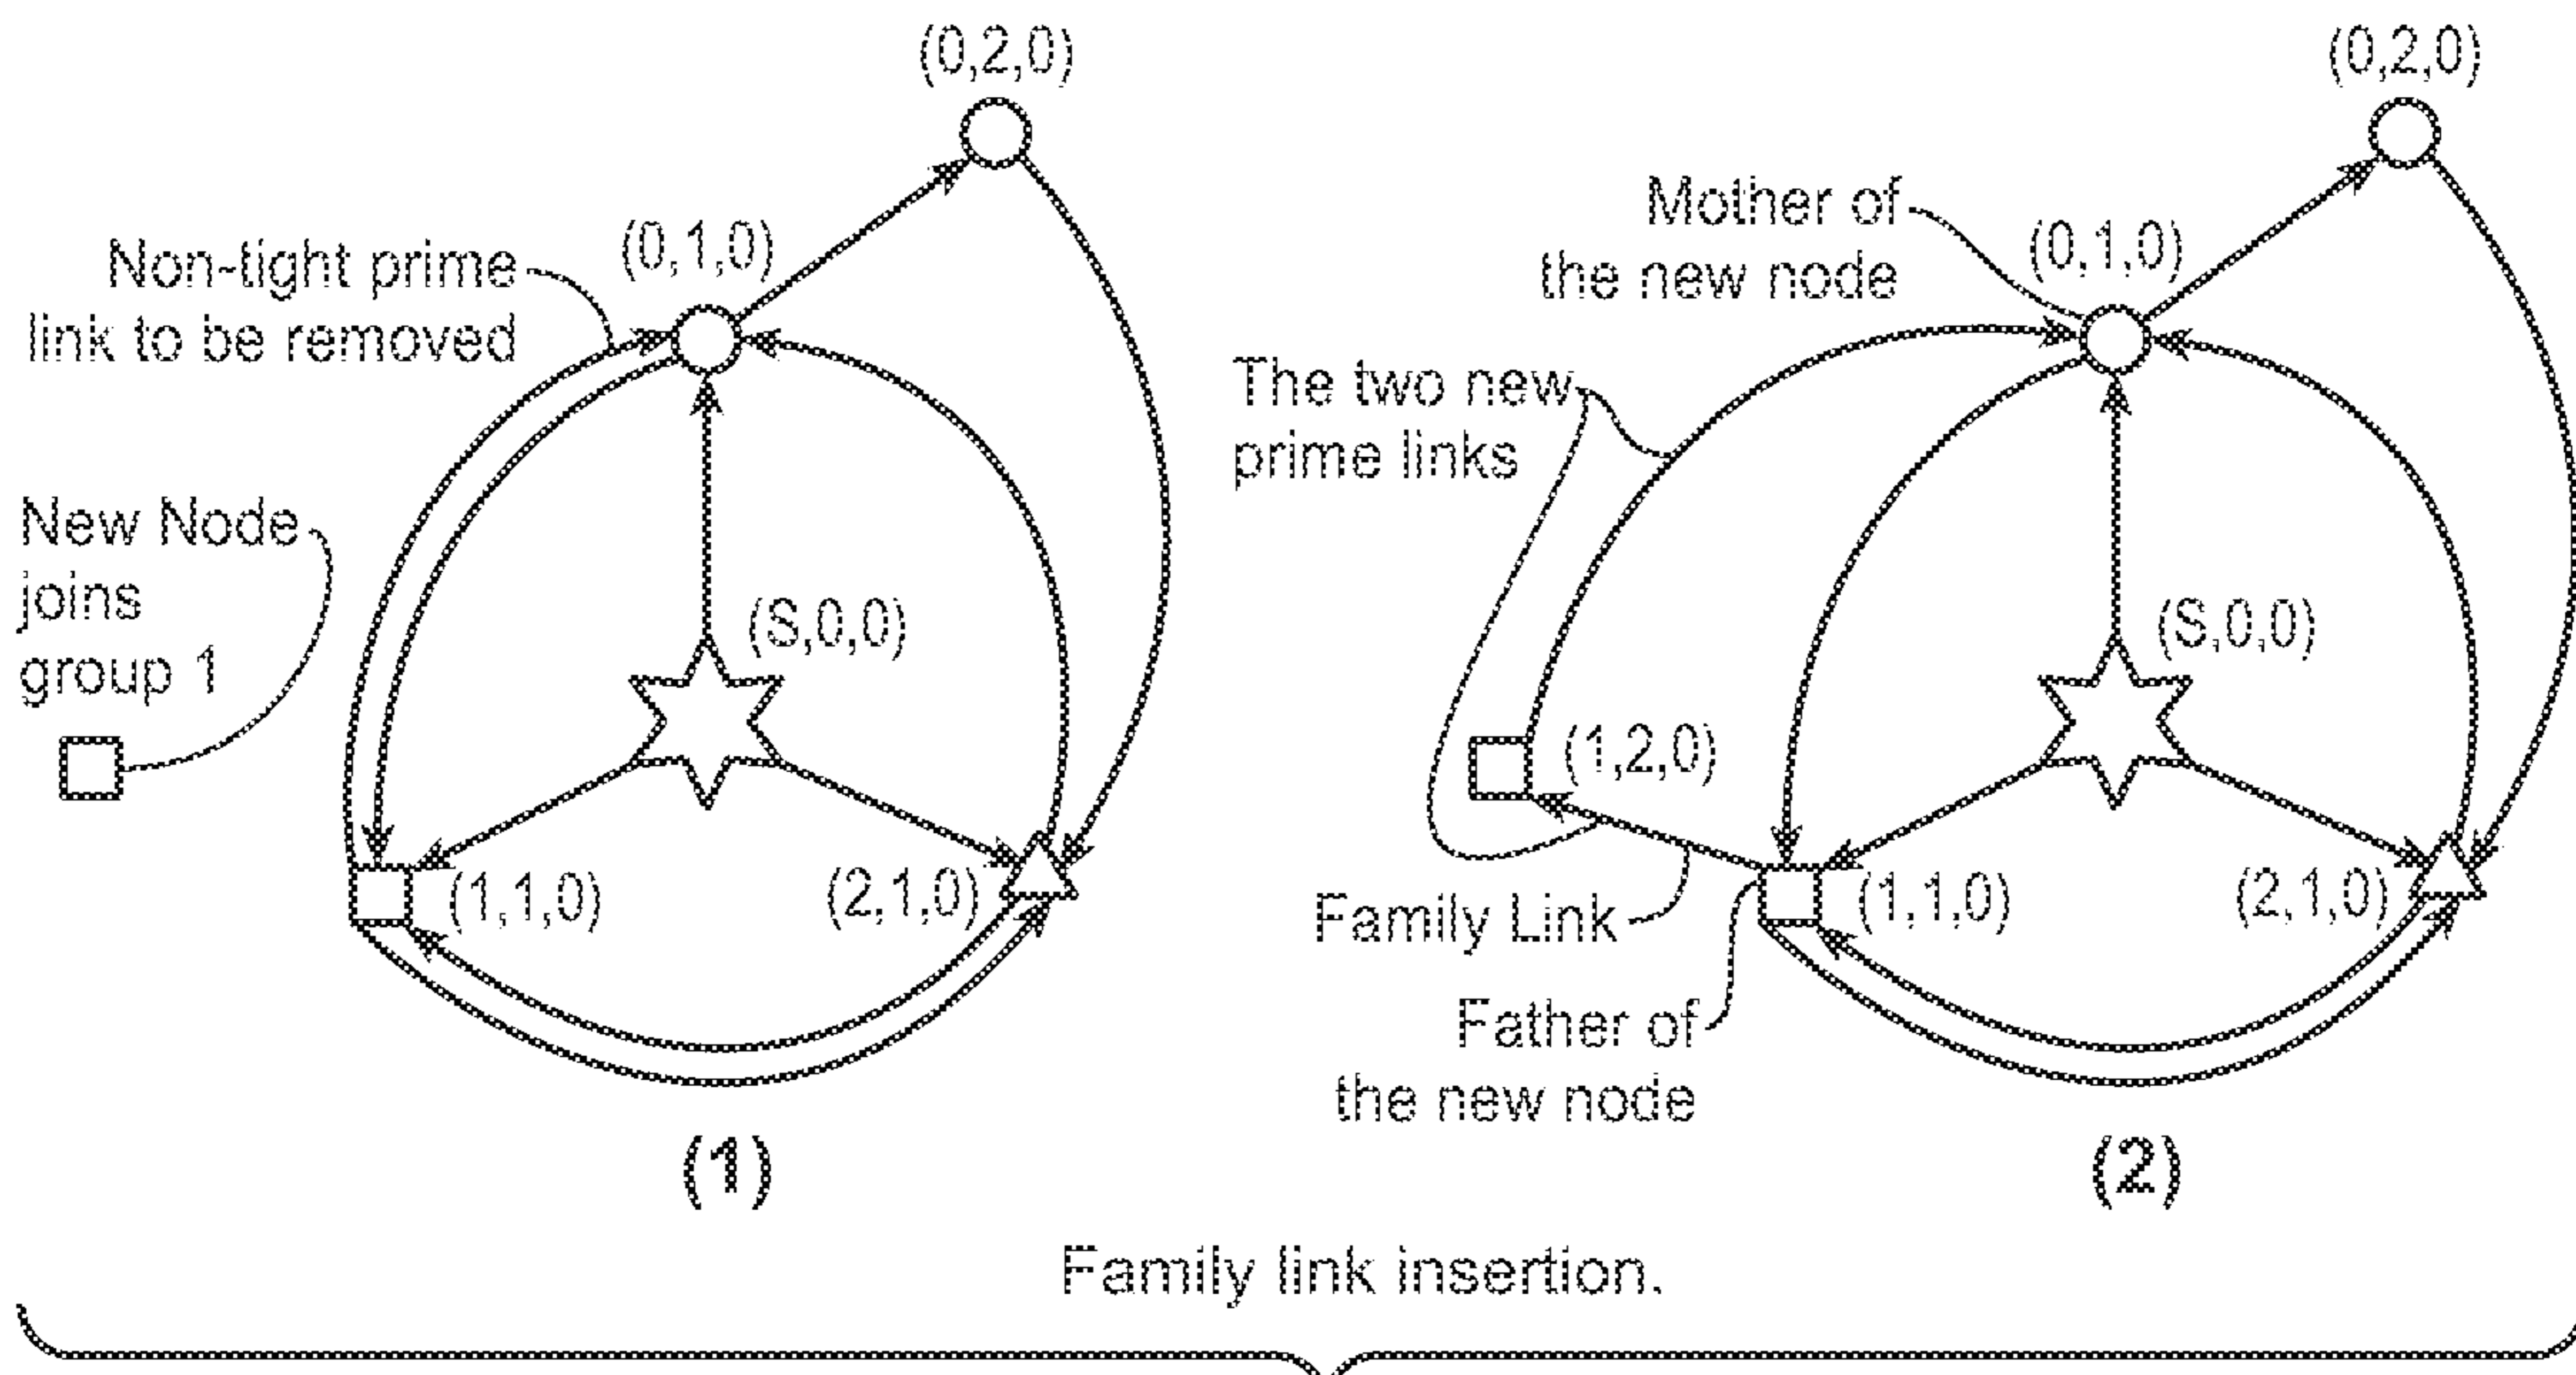 (0,2,0)
Non-tight prime
link to be removed
(0,1,0)
New Node
joins
group 1
(S,0,0)
(1,1,0)
(2,1,0)
(1)
(0,2,0)
Mother of
the new node
(0,1,0)
The two new
prime links
(S,0,0)
(1,2,0)
Family Link
(1,1,0)
(2,1,0)
Father of
the new node
(2)
Family link insertion.